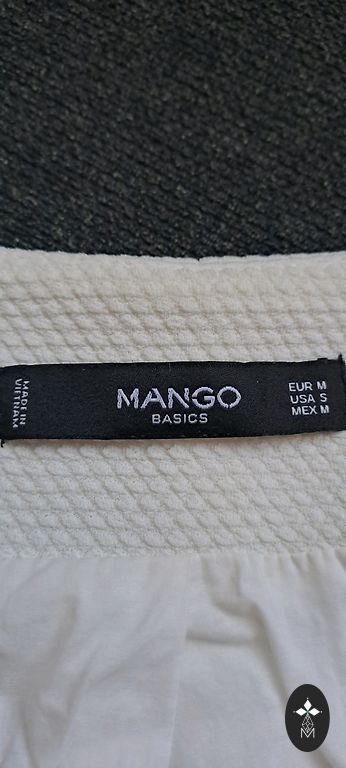 MADE IN
VIETNAM
MANGO
BASICS
EUR M
USA S
MEX M
M